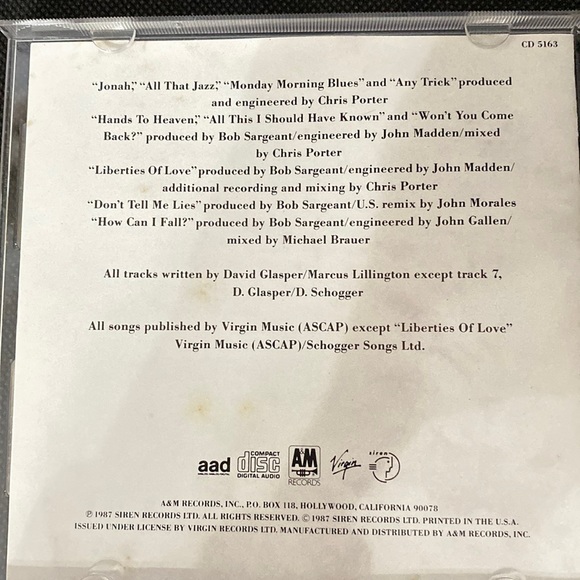 CD 5163
“Jonah,” “All That Jazz,” “Monday Morning Blues” and “Any Trick” produced
and engineered by Chris Porter
“Hands To Heaven,” “All This I Should Have Known” and “Won’t You Come
Back?” produced by Bob Sargeant/engineered by John Madden/mixed
by Chris Porter
“Liberties Of Love” produced by Bob Sargeant/engineered by John Madden/
additional recording and mixing by Chris Porter
“Don’t Tell Me Lies” produced by Bob Sargeant/U.S. remix by John Morales
“How Can I Fall?” produced by Bob Sargeant/engineered by John Gallen/
mixed by Michael Brauer
All tracks written by David Glasper/Marcus Lillington except track 7,
D. Glasper/D. Schogger
All songs published by Virgin Music (ASCAP) except “Liberties Of Love”
Virgin Music (ASCAP)/Schogger Songs Ltd.
aad
COMPACT
disc
DIGITAL AUDIO
A&M
RECORDS
Virgin
siren
A&M RECORDS, INC., P.O. BOX 118, HOLLYWOOD, CALIFORNIA 90078
℗ 1987 SIREN RECORDS LTD. ALL RIGHTS RESERVED. © 1987 SIREN RECORDS LTD. PRINTED IN THE U.S.A.
ISSUED UNDER LICENSE BY VIRGIN RECORDS LTD. MANUFACTURED AND DISTRIBUTED BY A&M RECORDS, INC.